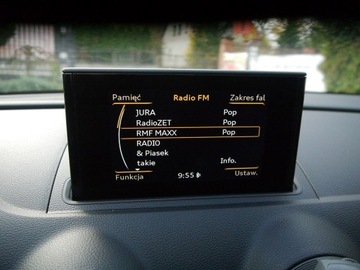 Pamięć Radio FM Zakres fal
JURA Pop
RadioZET Pop
RMF MAXX Pop
RADIO
& Piasek
takie Info.
Funkcja 9:55 Ustaw.